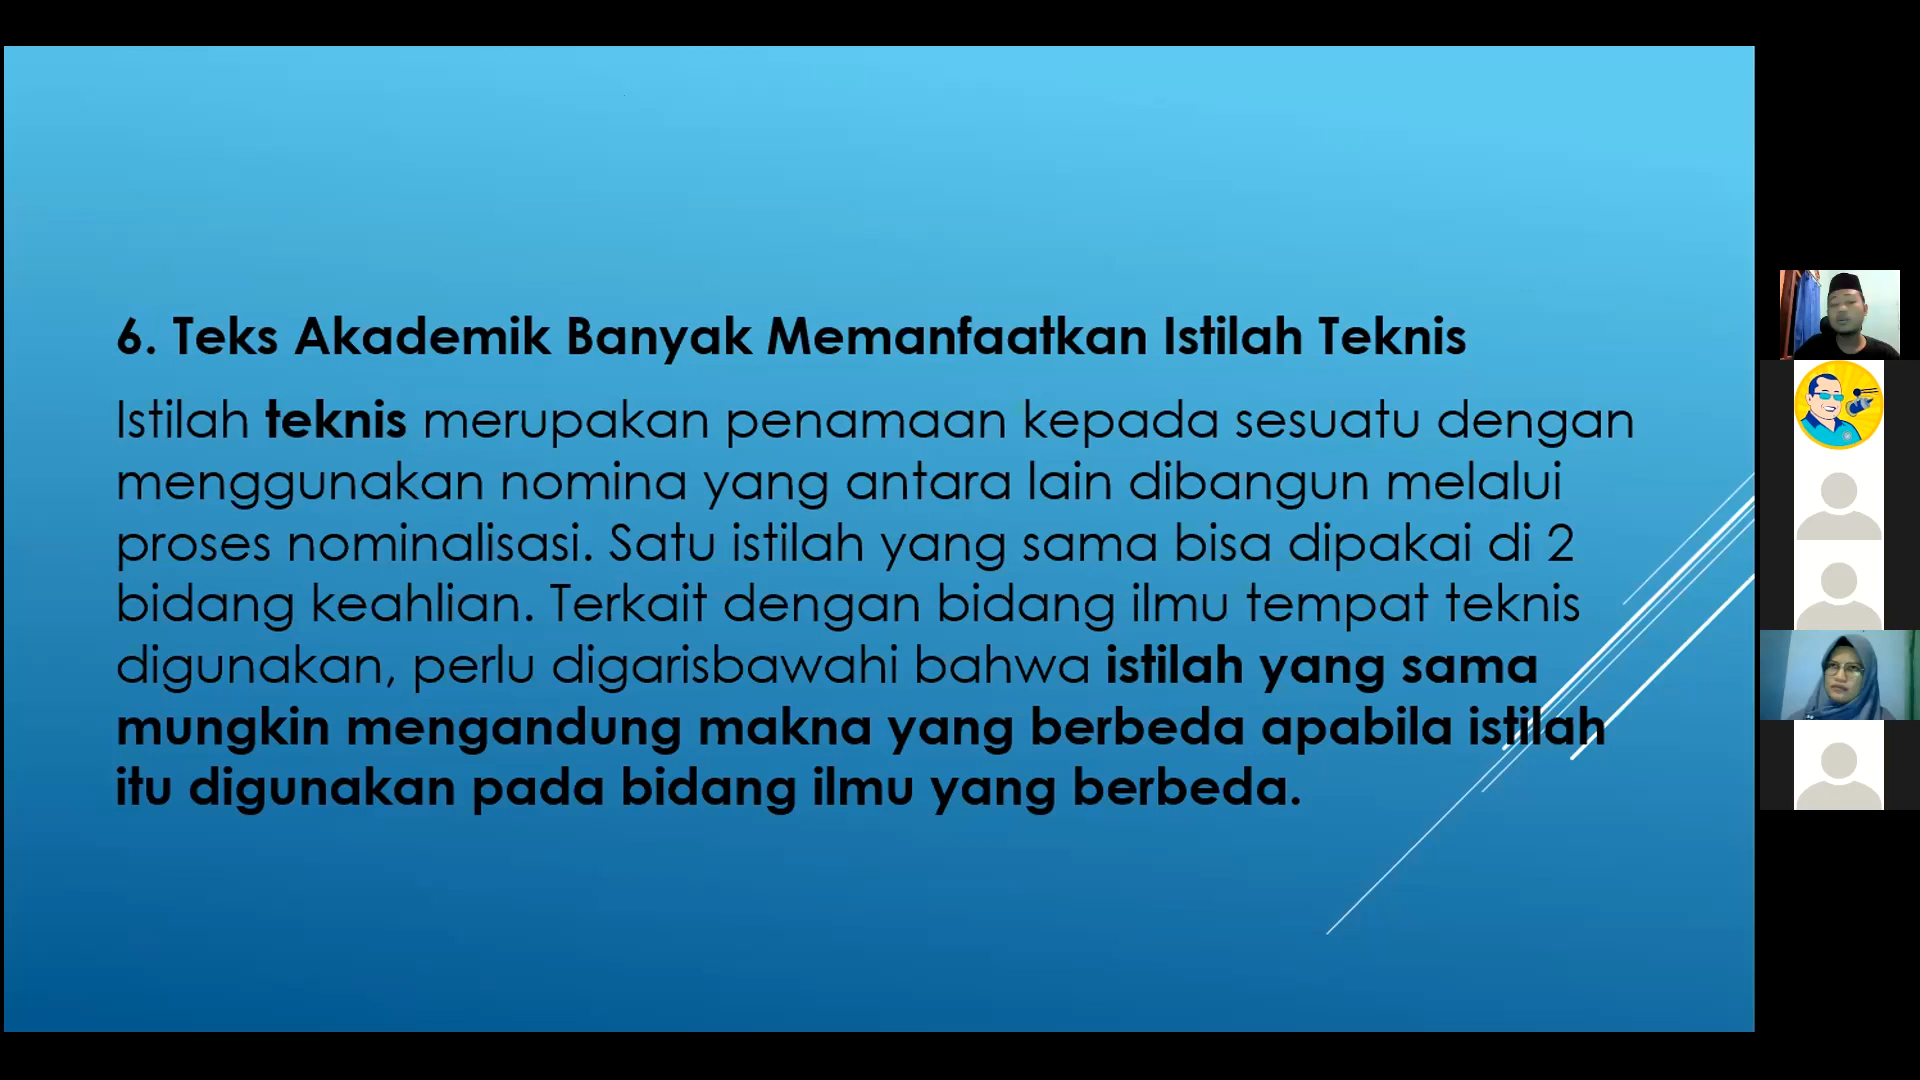 6. Teks Akademik Banyak Memanfaatkan Istilah Teknis
Istilah teknis merupakan penamaan kepada sesuatu dengan
menggunakan nomina yang antara lain dibangun melalui
proses nominalisasi. Satu istilah yang sama bisa dipakai di 2
bidang keahlian. Terkait dengan bidang ilmu tempat teknis
digunakan, perlu digarisbawahi bahwa istilah yang sama
mungkin mengandung makna yang berbeda apabila istilah
itu digunakan pada bidang ilmu yang berbeda.